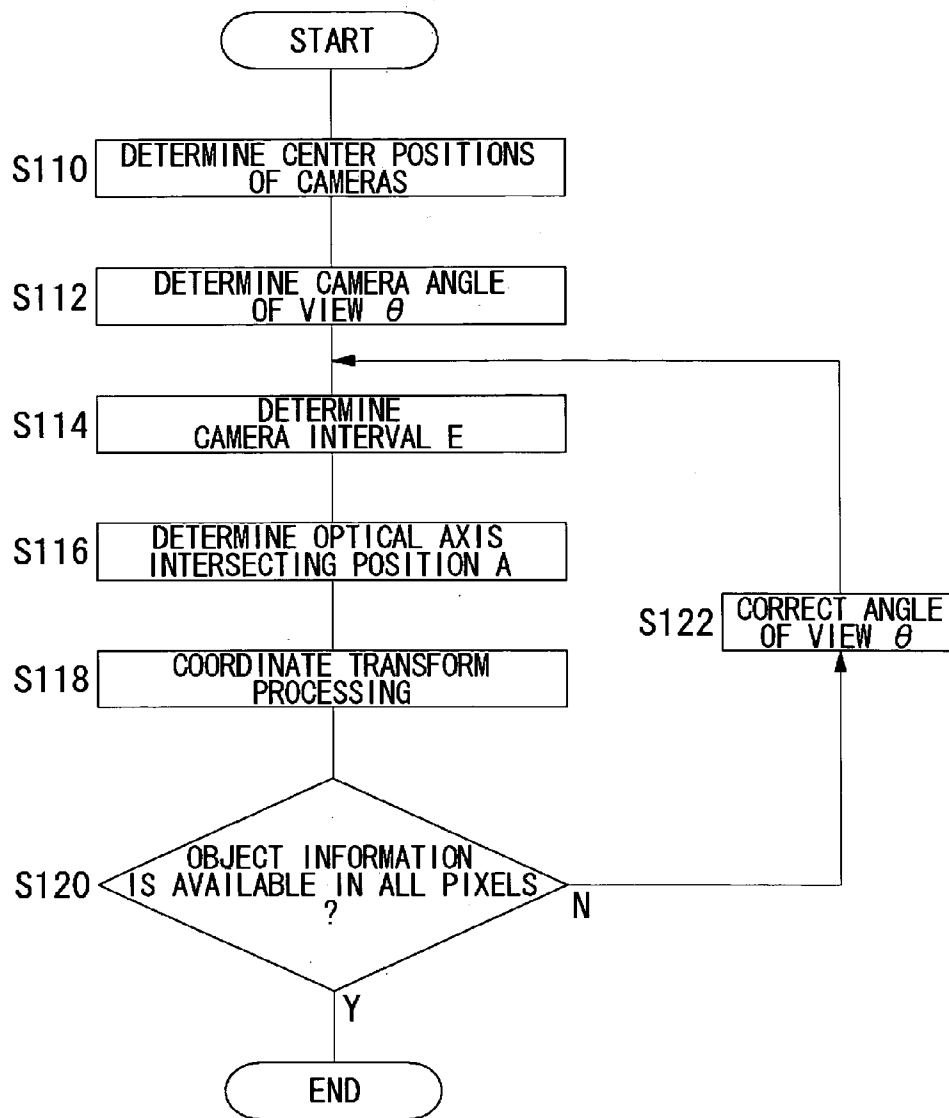 START
S110
DETERMINE CENTER POSITIONS
OF CAMERAS
S112
DETERMINE CAMERA ANGLE
OF VIEW θ
S114
DETERMINE
CAMERA INTERVAL E
S116
DETERMINE OPTICAL AXIS
INTERSECTING POSITION A
S122
CORRECT ANGLE
OF VIEW θ
S118
COORDINATE TRANSFORM
PROCESSING
S120
OBJECT INFORMATION
IS AVAILABLE IN ALL PIXELS
?
N
Y
END